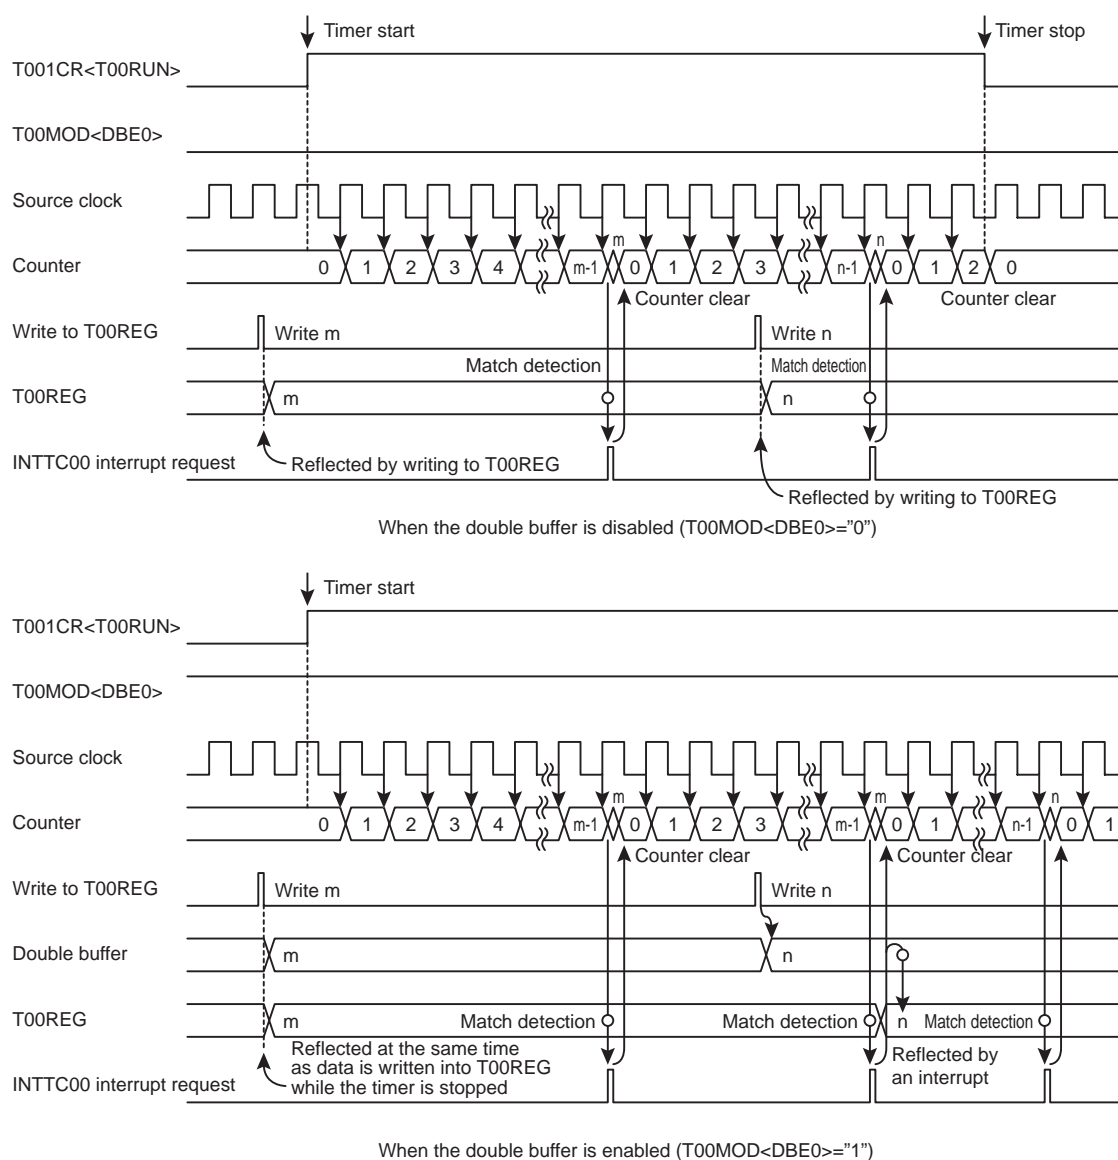 Timer start
Timer stop
T001CR<T00RUN>
T00MOD<DBE0>
Source clock
m
n
Counter
0 1 2 3 4 m-1 0 1 2 3 n-1 0 1 2 0
Counter clear
Counter clear
Write to T00REG
Write m
Write n
Match detection
Match detection
T00REG
m
n
INTTC00 interrupt request
Reflected by writing to T00REG
Reflected by writing to T00REG
When the double buffer is disabled (T00MOD<DBE0>=”0”)
Timer start
T001CR<T00RUN>
T00MOD<DBE0>
Source clock
m
m
n
Counter
0 1 2 3 4 m-1 0 1 2 3 m-1 0 1 n-1 0 1
Counter clear
Counter clear
Write to T00REG
Write m
Write n
Double buffer
m
n
T00REG
m
Match detection
Match detection
n
Match detection
Reflected at the same time
as data is written into T00REG
while the timer is stopped
Reflected by
an interrupt
INTTC00 interrupt request
When the double buffer is enabled (T00MOD<DBE0>=”1”)